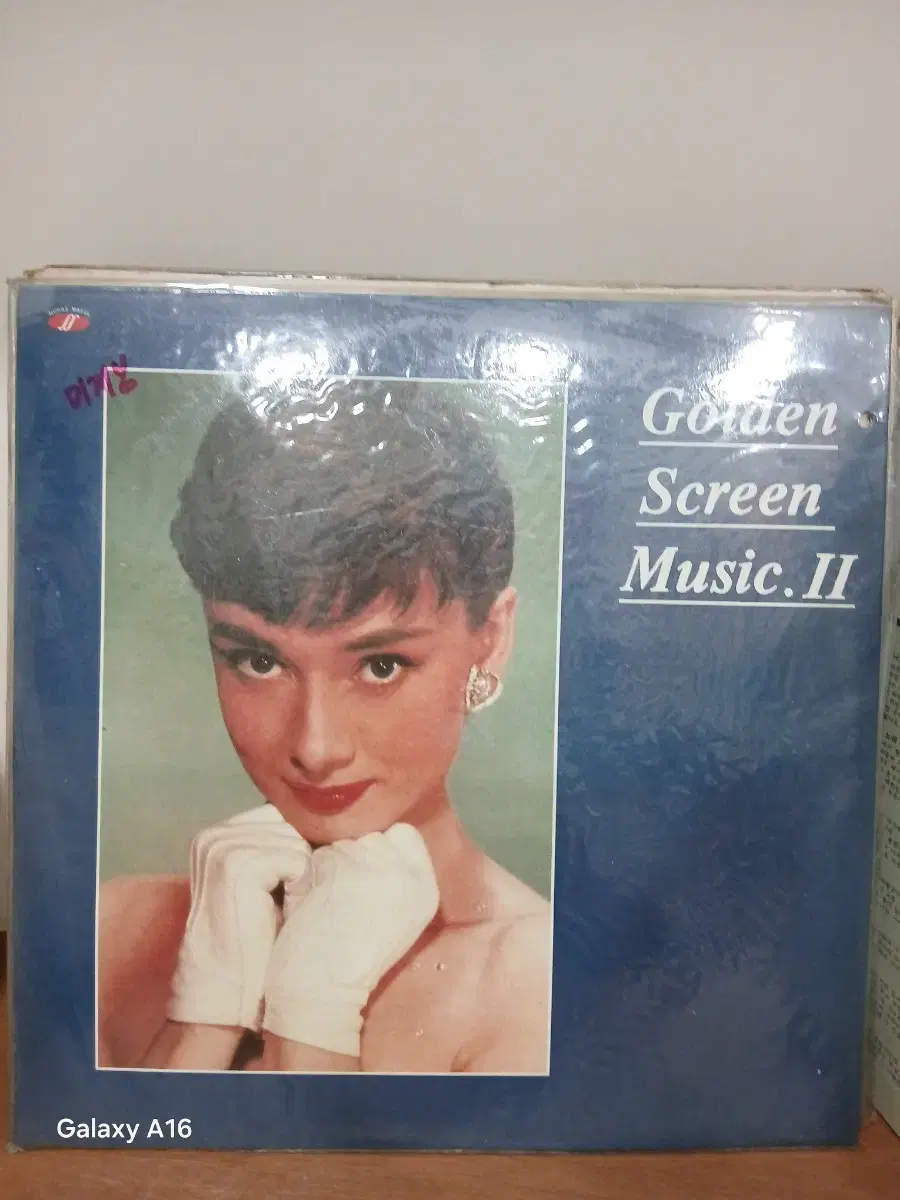 미개봉
Golden
Screen
Music. II
Galaxy A16